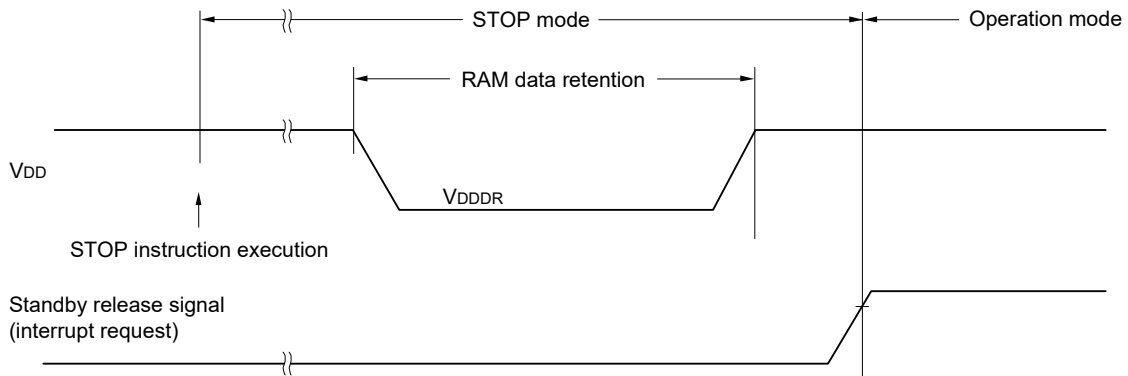 STOP mode
Operation mode
RAM data retention
VDD
VDDDR
STOP instruction execution
Standby release signal
(interrupt request)